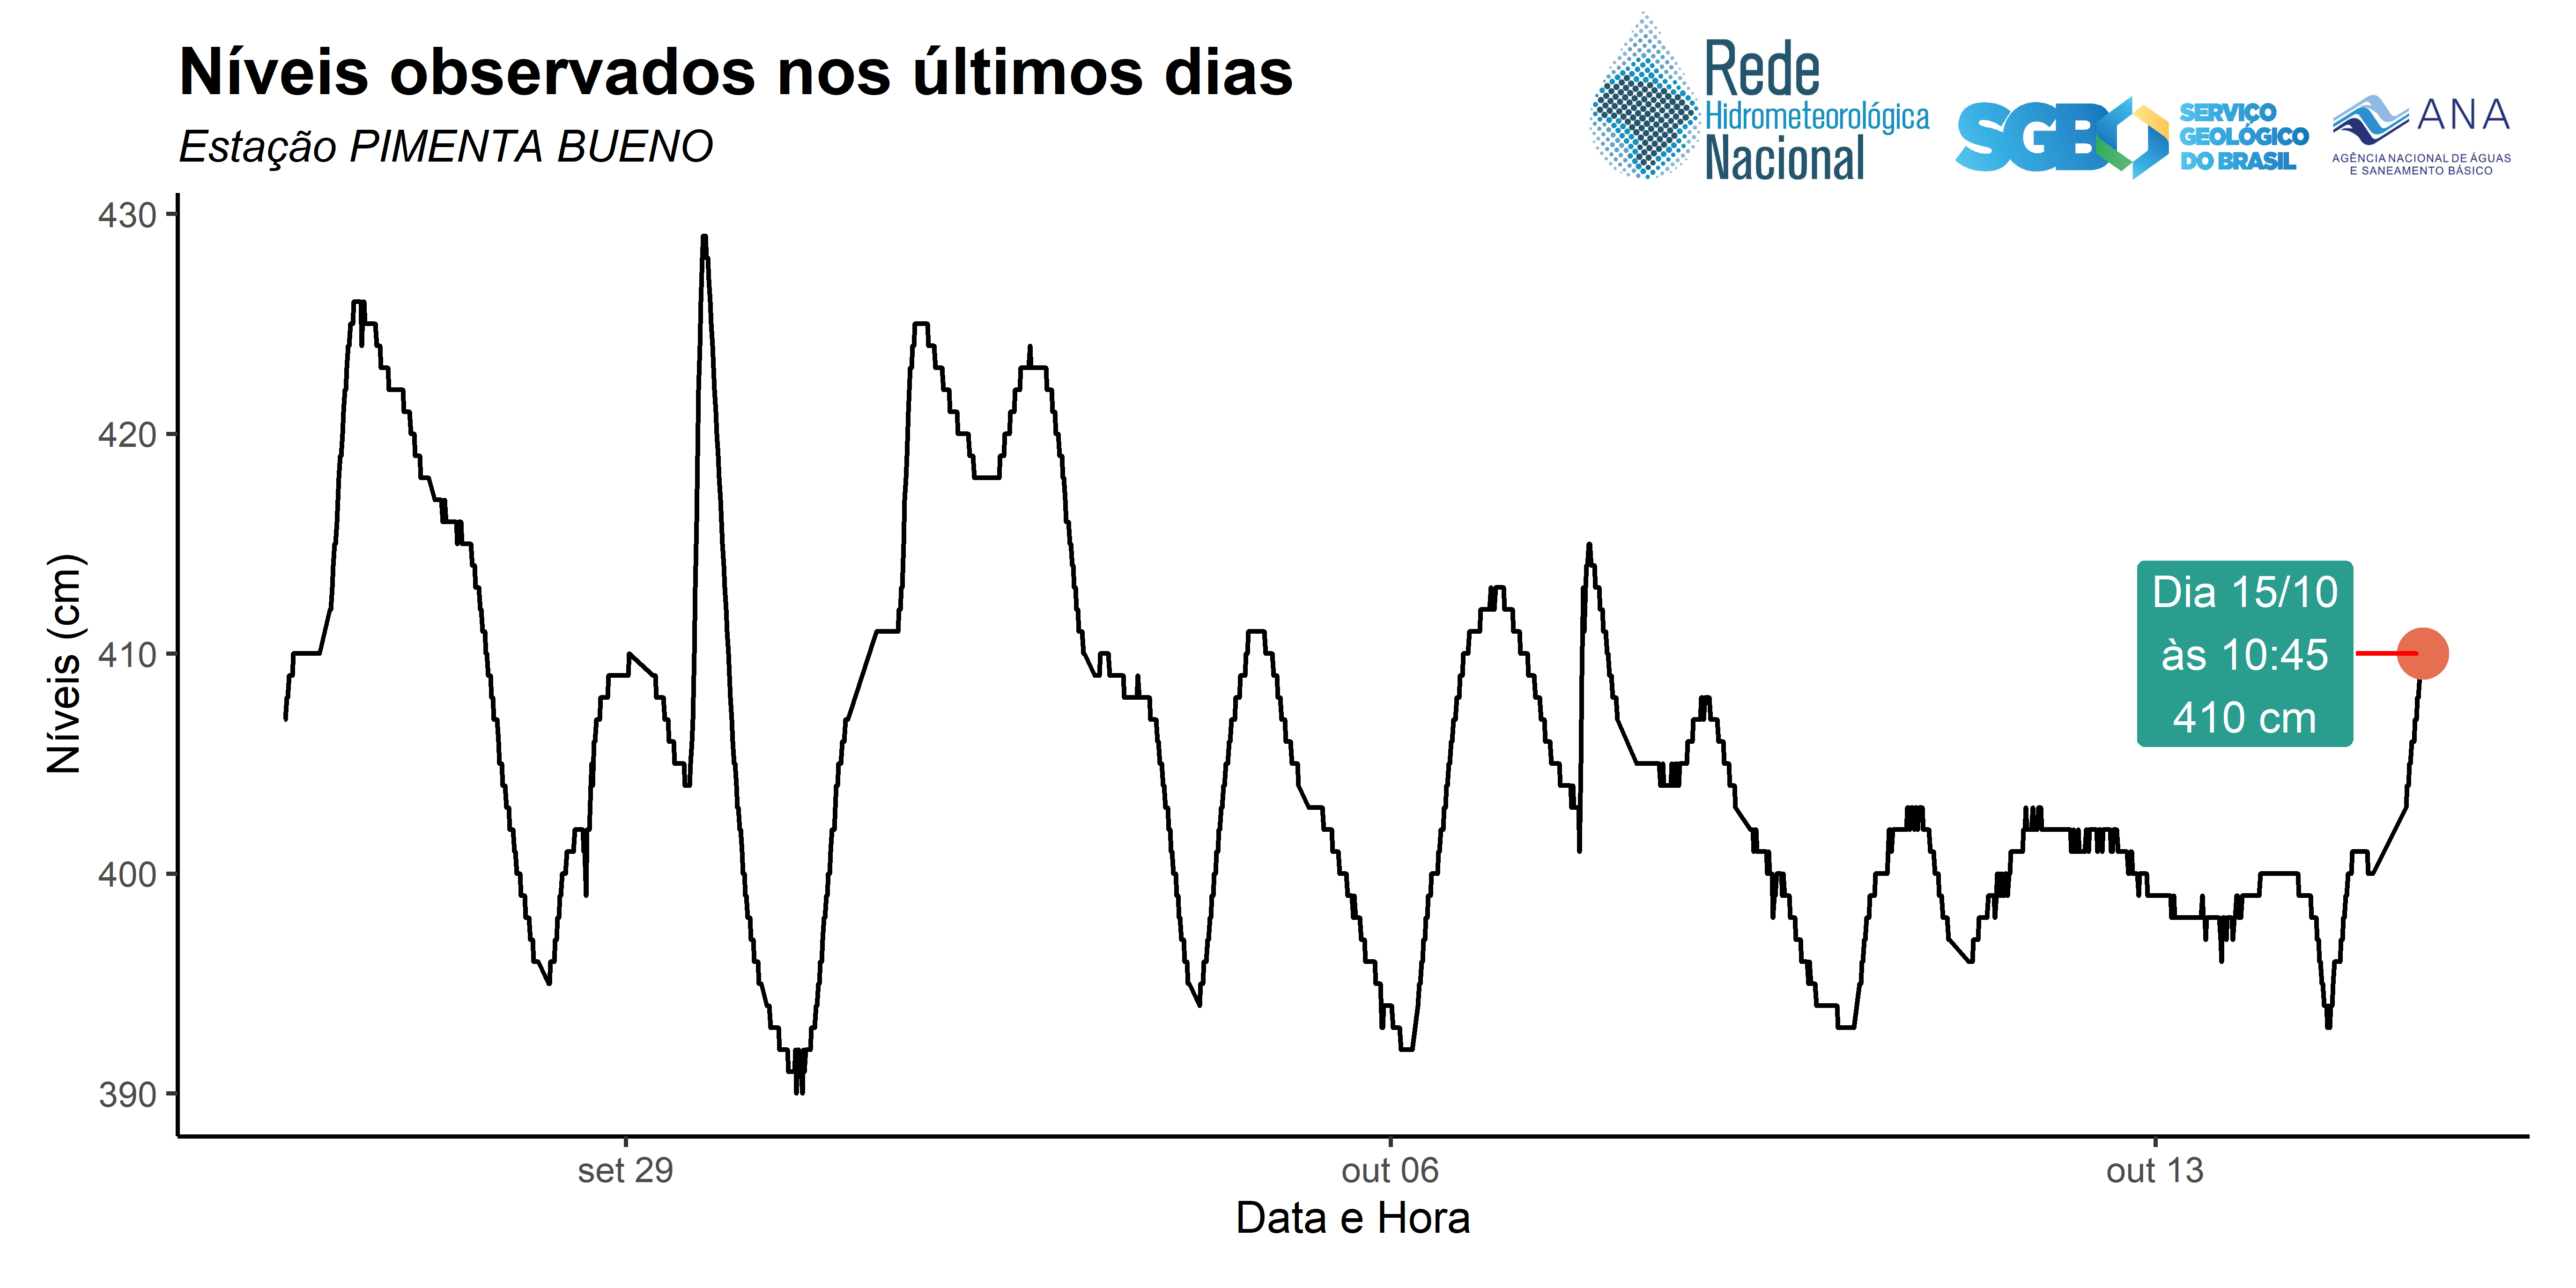 Níveis observados nos últimos dias
Estação PIMENTA BUENO
Rede
Hidrometeorológica
Nacional
SGB
SERVIÇO
GEOLÓGICO
DO BRASIL
ANA
AGÊNCIA NACIONAL DE ÁGUAS
E SANEAMENTO BÁSICO
430
420
410
400
390
Níveis (cm)
Dia 15/10
às 10:45
410 cm
set 29
out 06
out 13
Data e Hora